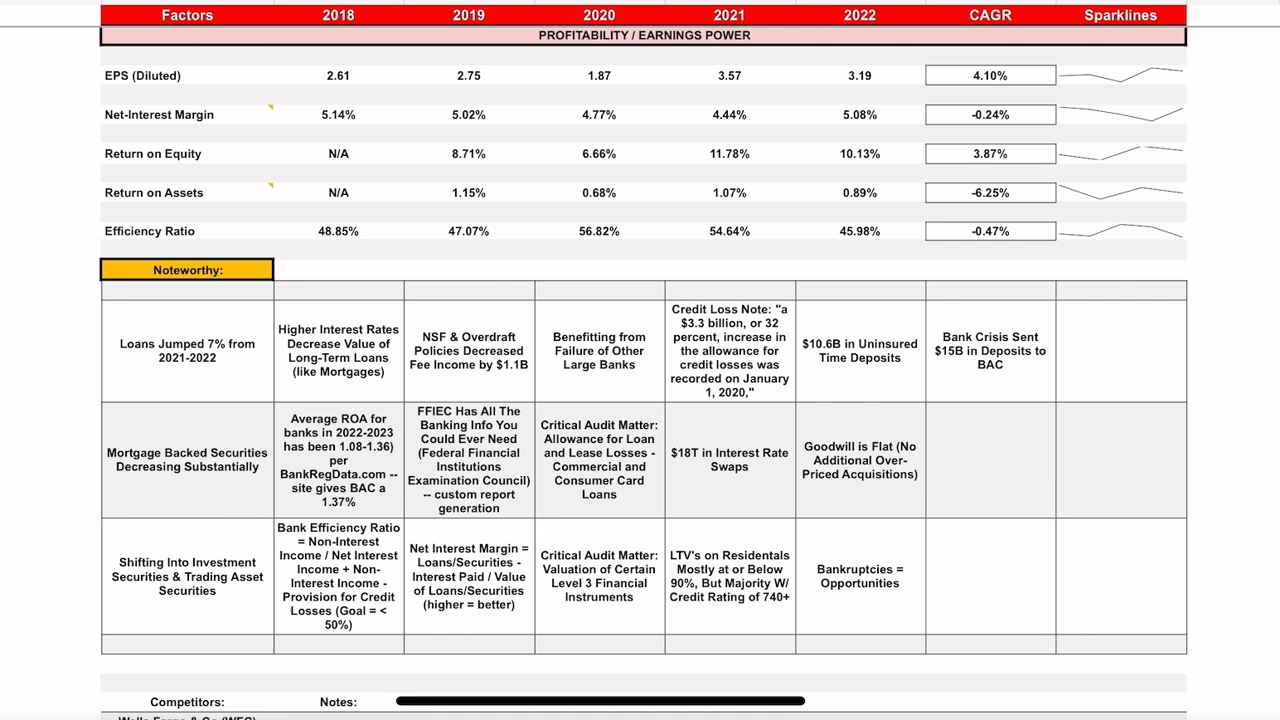 Factors 2018 2019 2020 2021 2022 CAGR Sparklines
PROFITABILITY / EARNINGS POWER
EPS (Diluted) 2.61 2.75 1.87 3.57 3.19 4.10%
Net-Interest Margin 5.14% 5.02% 4.77% 4.44% 5.08% -0.24%
Return on Equity N/A 8.71% 6.66% 11.78% 10.13% 3.87%
Return on Assets N/A 1.15% 0.68% 1.07% 0.89% -6.25%
Efficiency Ratio 48.85% 47.07% 56.82% 54.64% 45.98% -0.47%
Noteworthy:
Loans Jumped 7% from
2021-2022
Higher Interest Rates
Decrease Value of
Long-Term Loans
(like Mortgages)
NSF & Overdraft
Policies Decreased
Fee Income by $1.1B
Benefitting from
Failure of Other
Large Banks
Credit Loss Note: "a
$3.3 billion, or 32
percent, increase in
the allowance for
credit losses was
recorded on January
1, 2020,"
$10.6B in Uninsured
Time Deposits
Bank Crisis Sent
$15B in Deposits to
BAC
Mortgage Backed Securities
Decreasing Substantially
Average ROA for
banks in 2022-2023
has been 1.08-1.36)
per
BankRegData.com --
site gives BAC a
1.37%
FFIEC Has All The
Banking Info You
Could Ever Need
(Federal Financial
Institutions
Examination Council)
-- custom report
generation
Critical Audit Matter:
Allowance for Loan
and Lease Losses -
Commercial and
Consumer Card
Loans
$18T in Interest Rate
Swaps
Goodwill is Flat (No
Additional Over-
Priced Acquisitions)
Shifting Into Investment
Securities & Trading Asset
Securities
Bank Efficiency Ratio
= Non-Interest
Income / Net Interest
Income + Non-
Interest Income -
Provision for Credit
Losses (Goal = <
50%)
Net Interest Margin =
Loans/Securities -
Interest Paid / Value
of Loans/Securities
(higher = better)
Critical Audit Matter:
Valuation of Certain
Level 3 Financial
Instruments
LTV's on Residentals
Mostly at or Below
90%, But Majority W/
Credit Rating of 740+
Bankruptcies =
Opportunities
Competitors: Notes:
Wells Fargo & Co (WFC)